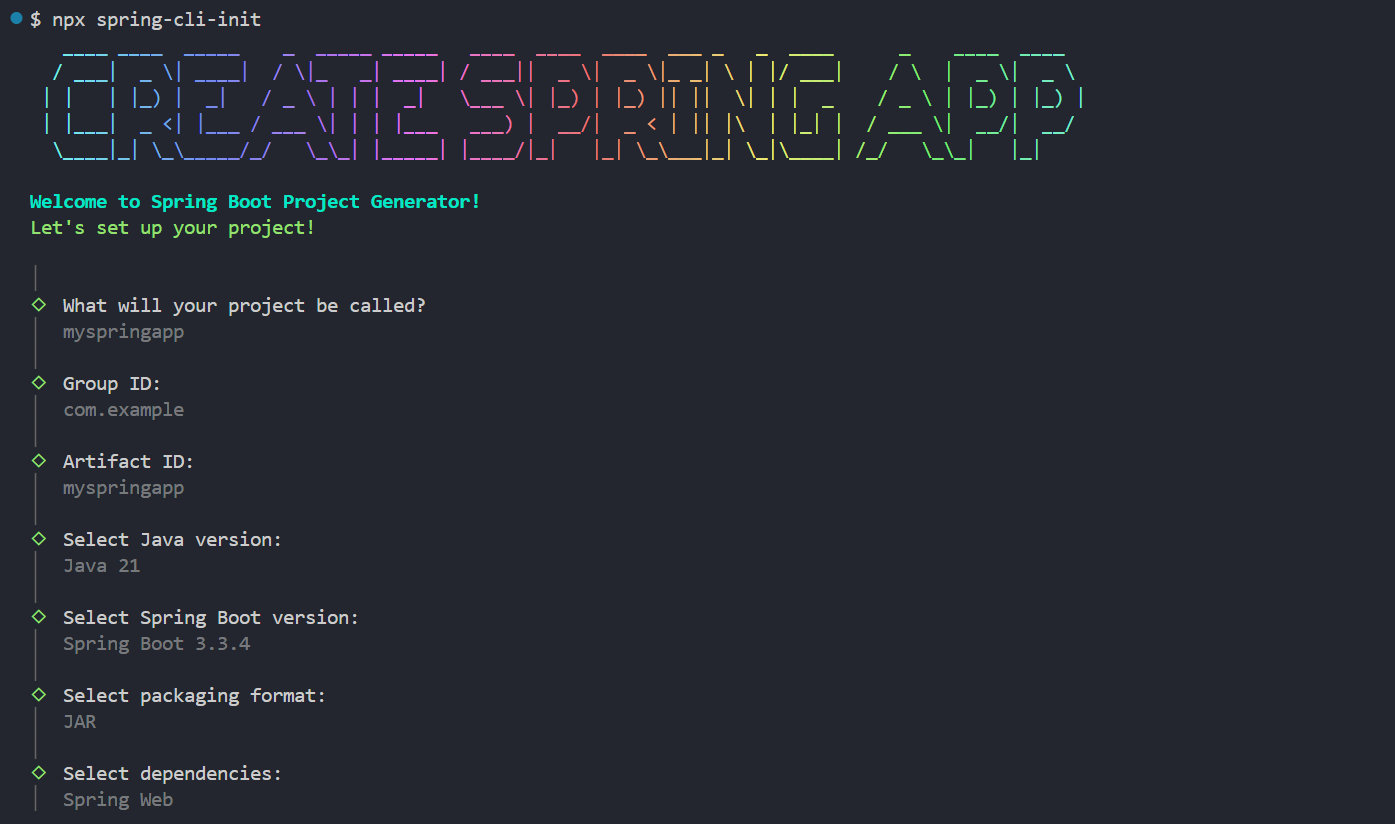 $ npx spring-cli-init
CREATE SPRING APP
Welcome to Spring Boot Project Generator!
Let's set up your project!
What will your project be called?
myspringapp
Group ID:
com.example
Artifact ID:
myspringapp
Select Java version:
Java 21
Select Spring Boot version:
Spring Boot 3.3.4
Select packaging format:
JAR
Select dependencies:
Spring Web